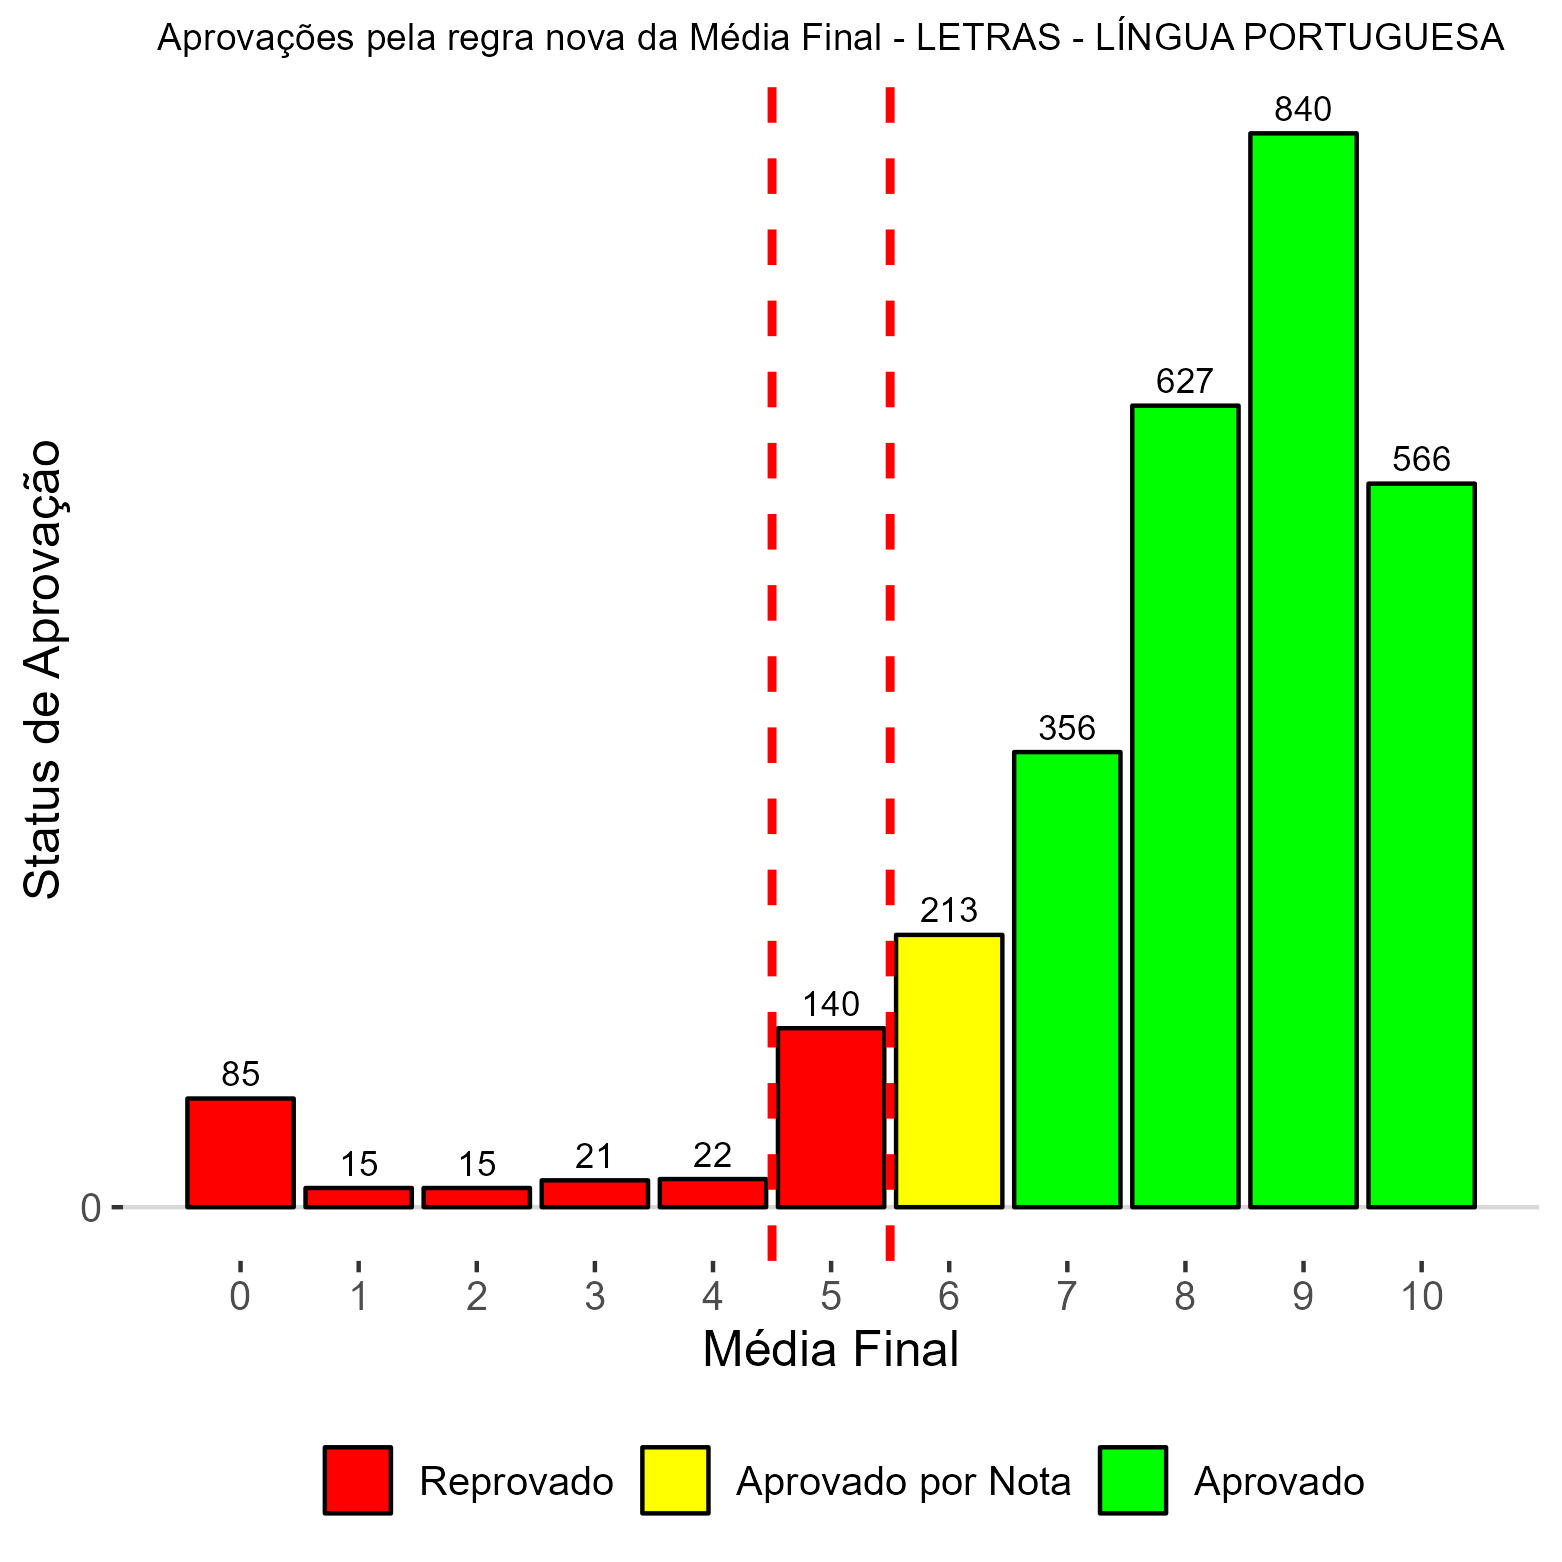 Aprovações pela regra nova da Média Final - LETRAS - LÍNGUA PORTUGUESA
840
627
566
356
213
140
85
15
15
21
22
Status de Aprovação
0
0 1 2 3 4 5 6 7 8 9 10
Média Final
Reprovado Aprovado por Nota Aprovado